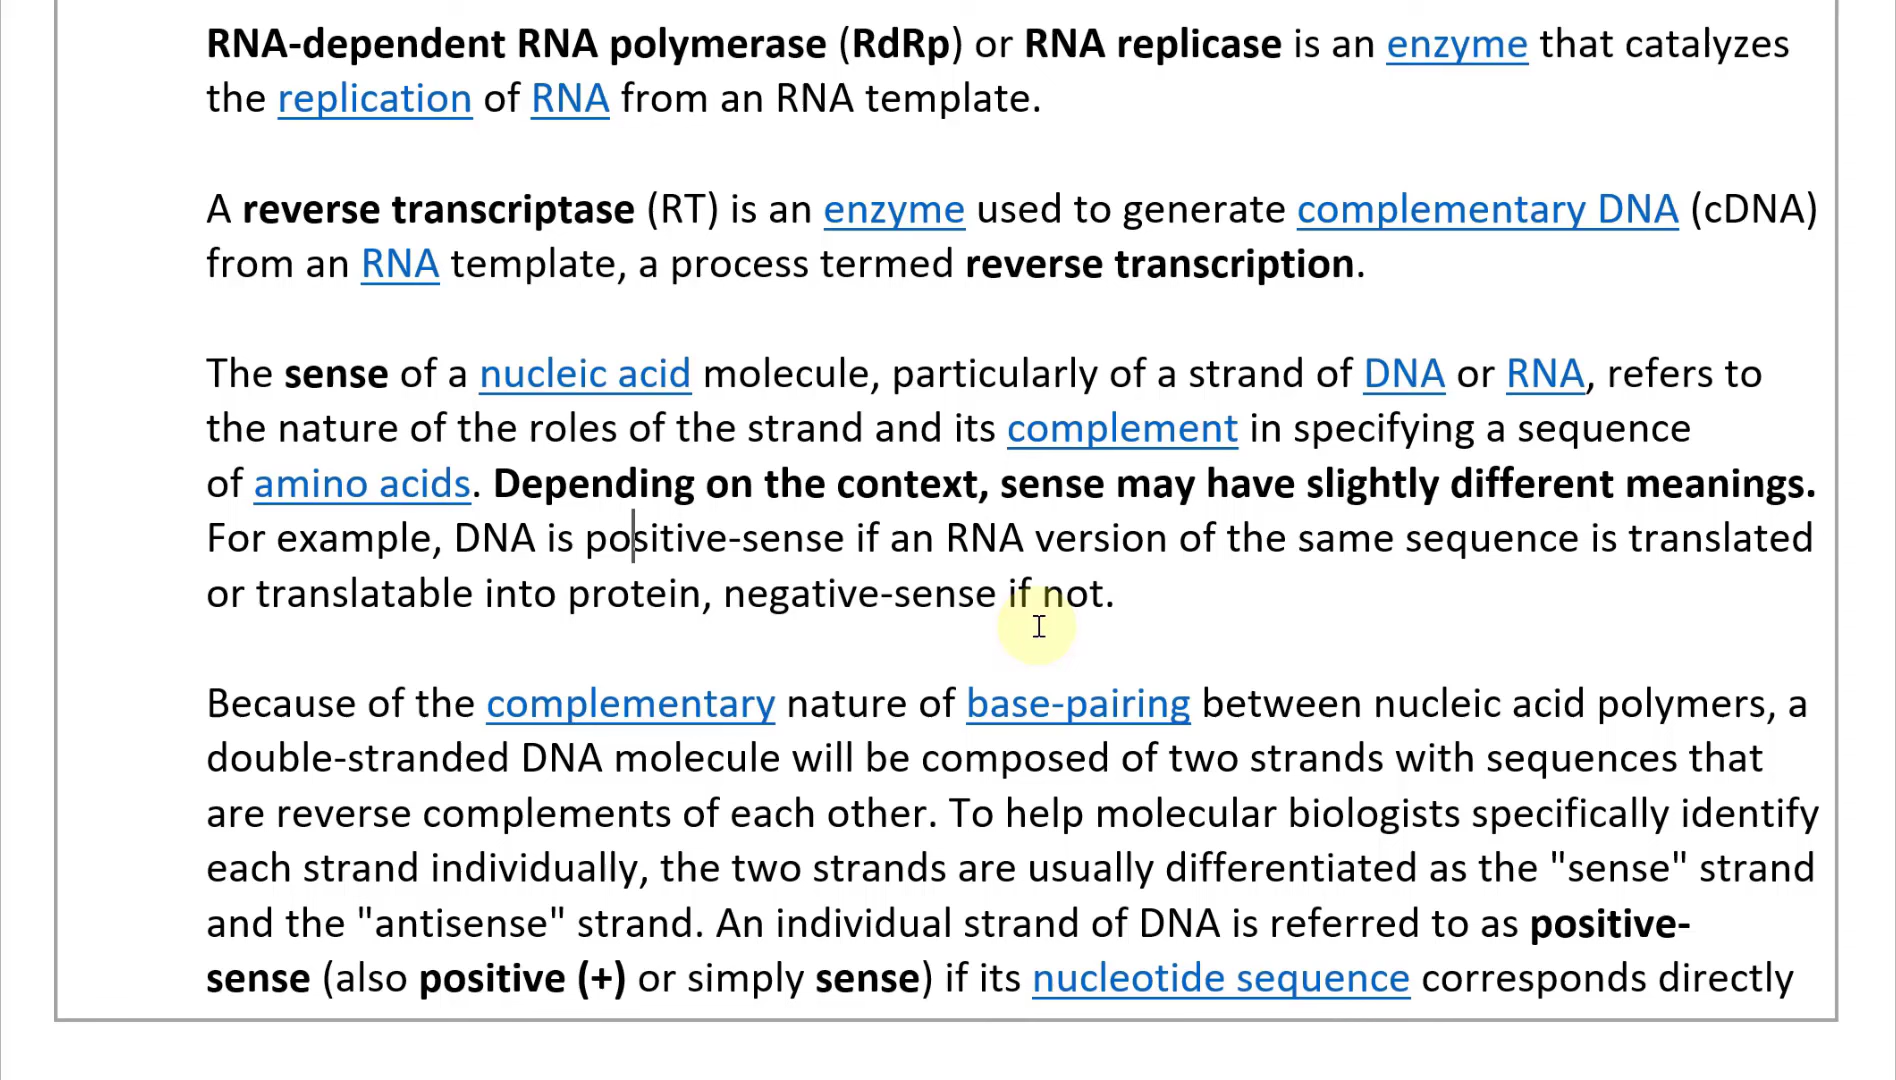 RNA-dependent RNA polymerase (RdRp) or RNA replicase is an enzyme that catalyzes
the replication of RNA from an RNA template.
A reverse transcriptase (RT) is an enzyme used to generate complementary DNA (cDNA)
from an RNA template, a process termed reverse transcription.
The sense of a nucleic acid molecule, particularly of a strand of DNA or RNA, refers to
the nature of the roles of the strand and its complement in specifying a sequence
of amino acids. Depending on the context, sense may have slightly different meanings.
For example, DNA is positive-sense if an RNA version of the same sequence is translated
or translatable into protein, negative-sense if not.
Because of the complementary nature of base-pairing between nucleic acid polymers, a
double-stranded DNA molecule will be composed of two strands with sequences that
are reverse complements of each other. To help molecular biologists specifically identify
each strand individually, the two strands are usually differentiated as the "sense" strand
and the "antisense" strand. An individual strand of DNA is referred to as positive-
sense (also positive (+) or simply sense) if its nucleotide sequence corresponds directly